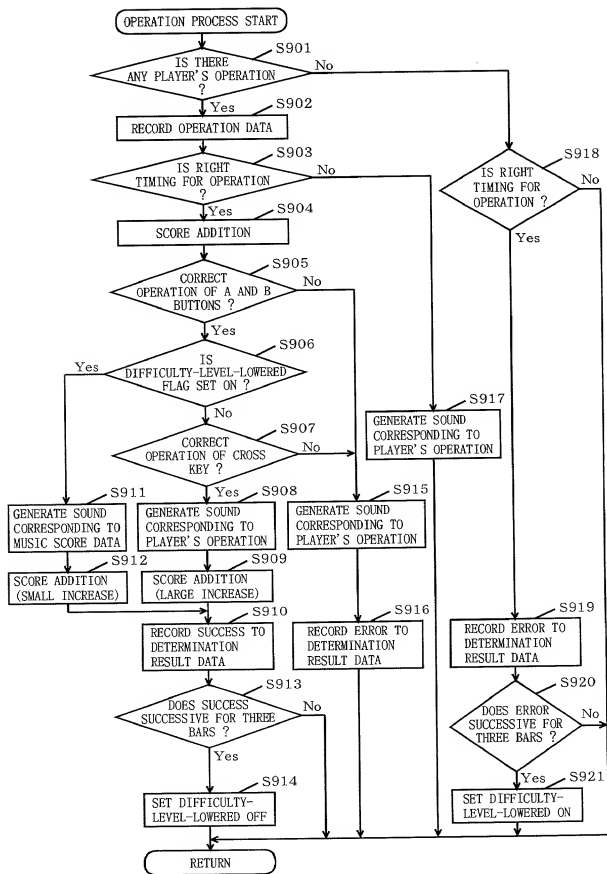 OPERATION PROCESS START
S901
IS THERE
ANY PLAYER'S OPERATION
?
No
Yes
S902
RECORD OPERATION DATA
S903
IS RIGHT
TIMING FOR OPERATION
?
No
Yes
S904
SCORE ADDITION
S905
CORRECT
OPERATION OF A AND B
BUTTONS ?
No
Yes
S906
IS
DIFFICULTY-LEVEL-LOWERED
FLAG SET ON ?
Yes
No
S907
CORRECT
OPERATION OF CROSS
KEY ?
No
Yes
S911
GENERATE SOUND
CORRESPONDING TO
MUSIC SCORE DATA
S912
SCORE ADDITION
(SMALL INCREASE)
S908
GENERATE SOUND
CORRESPONDING TO
PLAYER'S OPERATION
S909
SCORE ADDITION
(LARGE INCREASE)
S910
RECORD SUCCESS TO
DETERMINATION
RESULT DATA
S913
DOES SUCCESS
SUCCESSIVE FOR THREE
BARS ?
No
Yes
S914
SET DIFFICULTY-
LEVEL-LOWERED OFF
RETURN
S915
GENERATE SOUND
CORRESPONDING TO
PLAYER'S OPERATION
S916
RECORD ERROR TO
DETERMINATION
RESULT DATA
S917
GENERATE SOUND
CORRESPONDING TO
PLAYER'S OPERATION
S918
IS RIGHT
TIMING FOR
OPERATION ?
No
Yes
S919
RECORD ERROR TO
DETERMINATION
RESULT DATA
S920
DOES ERROR
SUCCESSIVE FOR
THREE BARS ?
No
Yes
S921
SET DIFFICULTY-
LEVEL-LOWERED ON